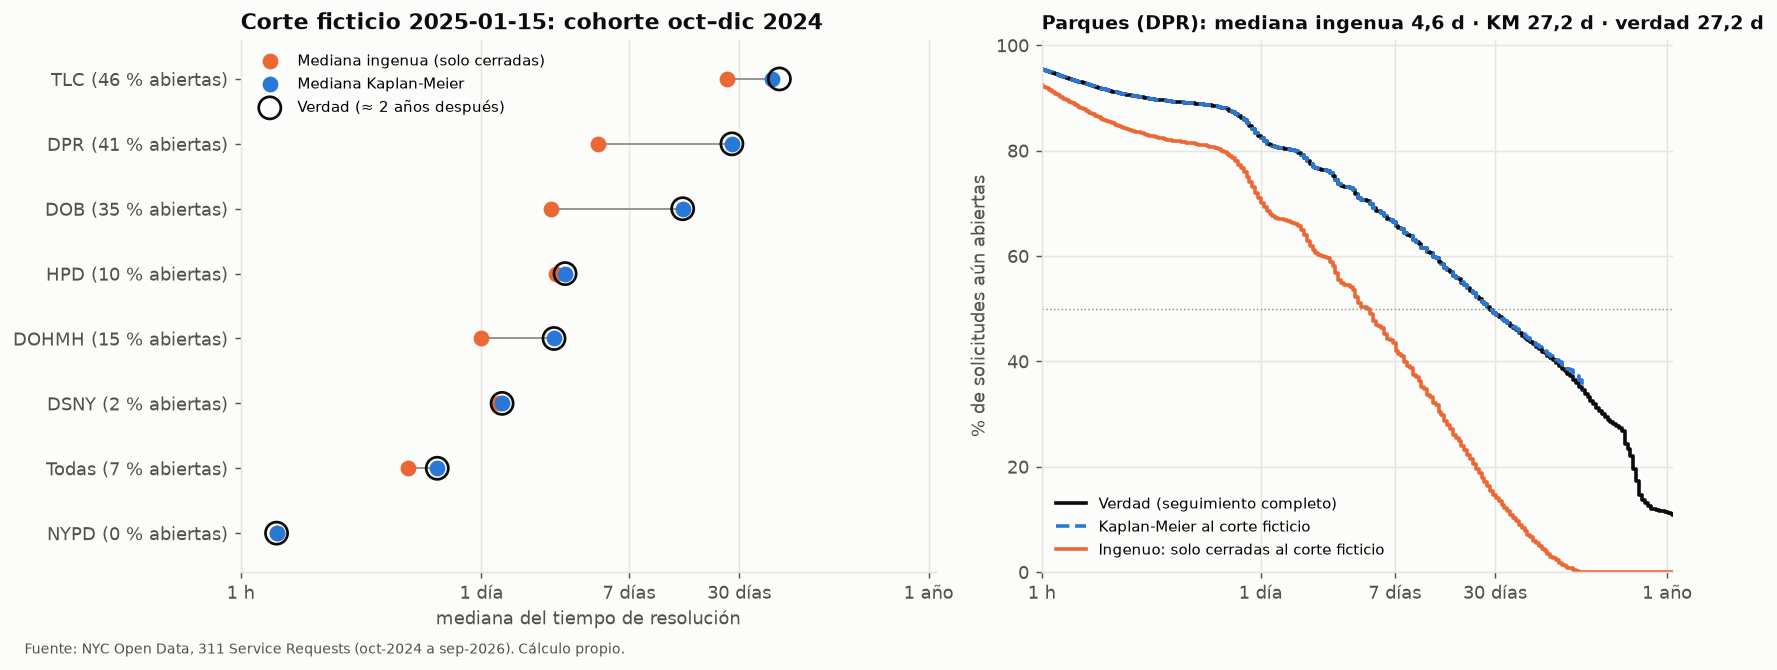 Corte ficticio 2025-01-15: cohorte oct–dic 2024
Mediana ingenua (solo cerradas)
Mediana Kaplan-Meier
Verdad (≈ 2 años después)
TLC (46 % abiertas)
DPR (41 % abiertas)
DOB (35 % abiertas)
HPD (10 % abiertas)
DOHMH (15 % abiertas)
DSNY (2 % abiertas)
Todas (7 % abiertas)
NYPD (0 % abiertas)
1 h
1 día
7 días
30 días
1 año
mediana del tiempo de resolución
Parques (DPR): mediana ingenua 4,6 d · KM 27,2 d · verdad 27,2 d
% de solicitudes aún abiertas
100
80
60
40
20
0
Verdad (seguimiento completo)
Kaplan-Meier al corte ficticio
Ingenuo: solo cerradas al corte ficticio
1 h
1 día
7 días
30 días
1 año
Fuente: NYC Open Data, 311 Service Requests (oct-2024 a sep-2026). Cálculo propio.